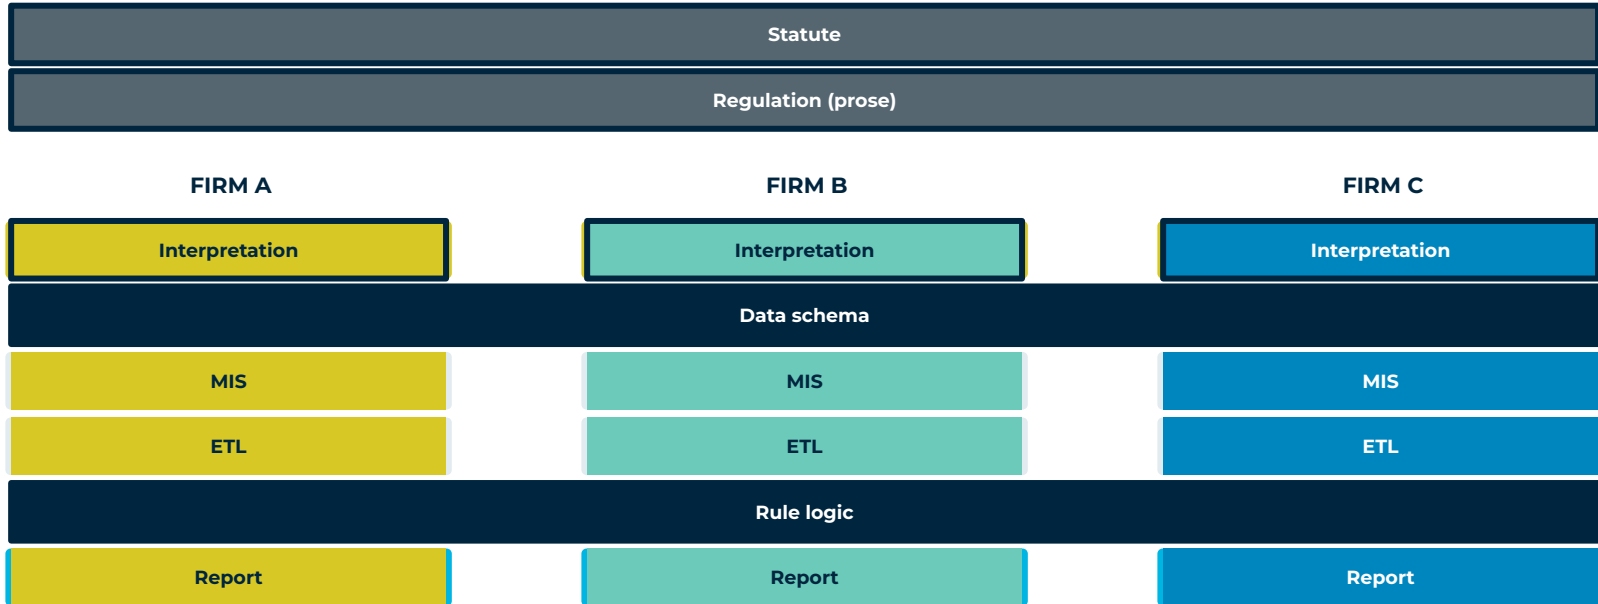 Statute
Regulation (prose)
FIRM A FIRM B FIRM C
Interpretation Interpretation Interpretation
Data schema
MIS MIS MIS
ETL ETL ETL
Rule logic
Report Report Report